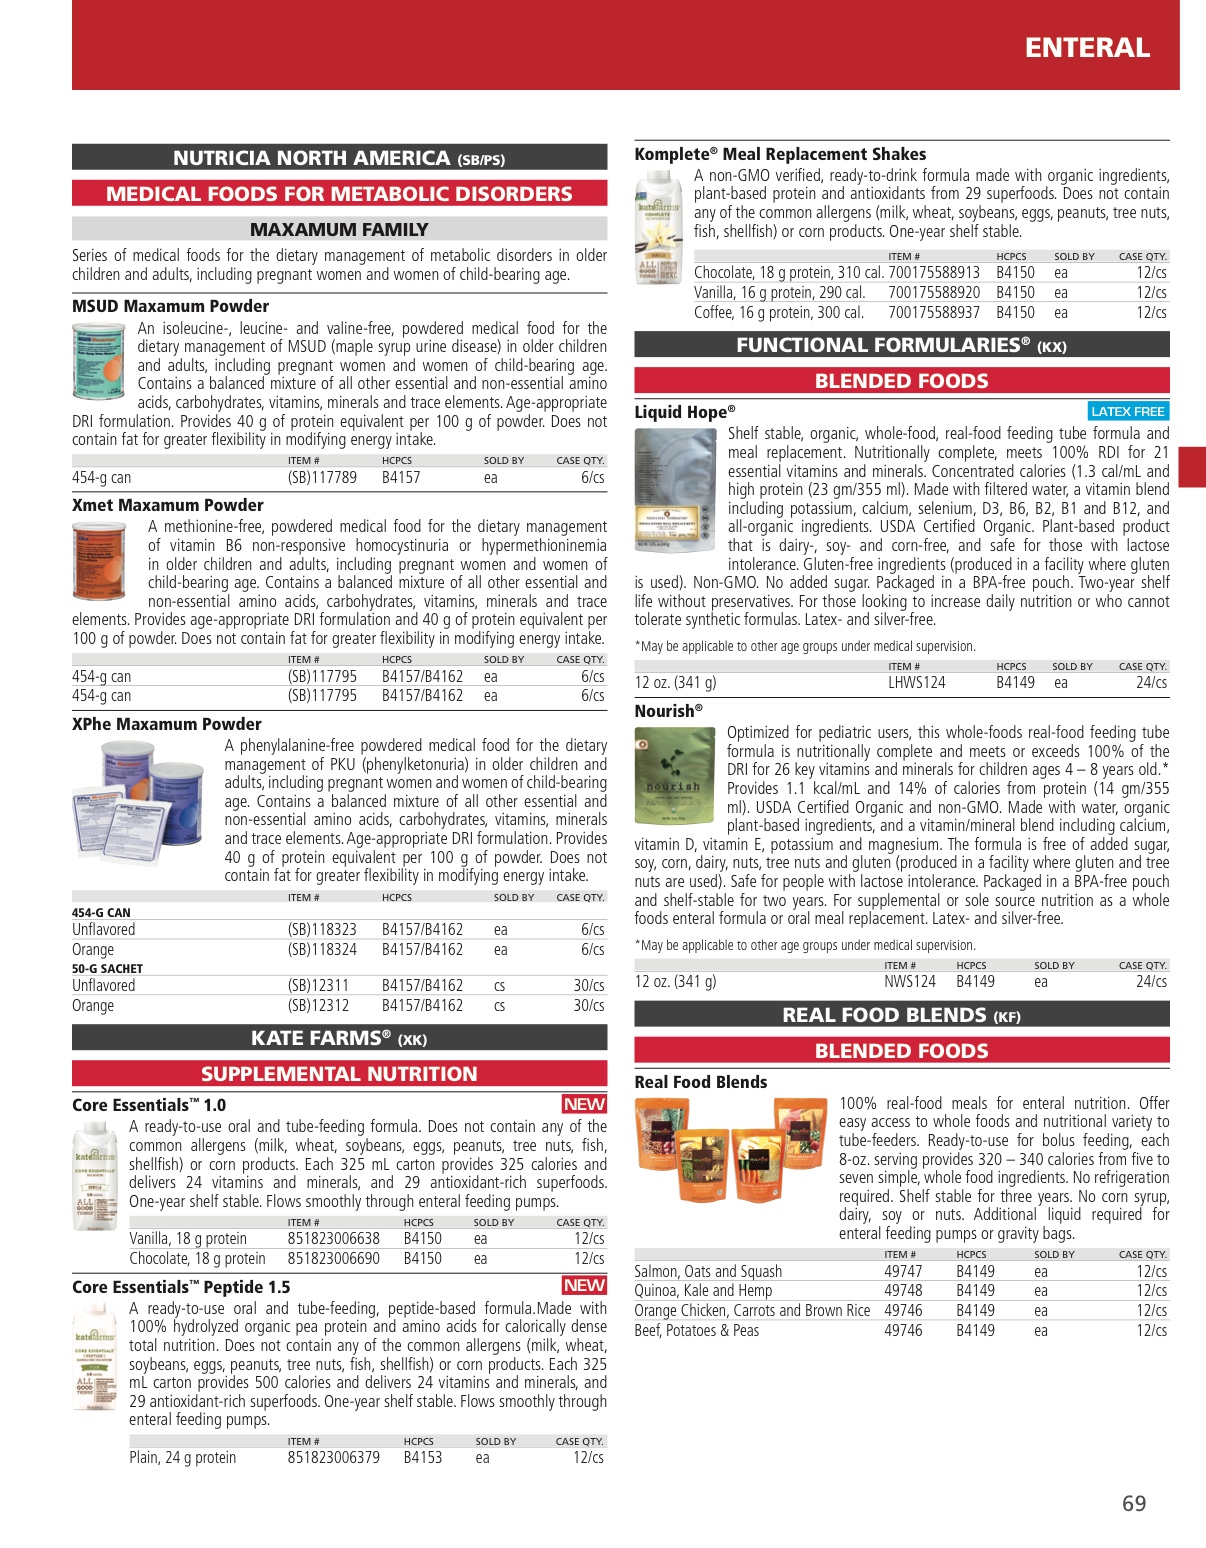 ENTERAL
NUTRICIA NORTH AMERICA (SB/PS)
MEDICAL FOODS FOR METABOLIC DISORDERS
MAXAMUM FAMILY
Series of medical foods for the dietary management of metabolic disorders in older
children and adults, including pregnant women and women of child-bearing age.
MSUD Maxamum Powder
An isoleucine-, leucine- and valine-free, powdered medical food for the
dietary management of MSUD (maple syrup urine disease) in older children
and adults, including pregnant women and women of child-bearing age.
Contains a balanced mixture of all other essential and non-essential amino
acids, carbohydrates, vitamins, minerals and trace elements. Age-appropriate
DRI formulation. Provides 40 g of protein equivalent per 100 g of powder. Does not
contain fat for greater flexibility in modifying energy intake.
ITEM # HCPCS SOLD BY CASE QTY.
454-g can (SB)117789 B4157 ea 6/cs
Xmet Maxamum Powder
A methionine-free, powdered medical food for the dietary management
of vitamin B6 non-responsive homocystinuria or hypermethioninemia
in older children and adults, including pregnant women and women of
child-bearing age. Contains a balanced mixture of all other essential and
non-essential amino acids, carbohydrates, vitamins, minerals and trace
elements. Provides age-appropriate DRI formulation and 40 g of protein equivalent per
100 g of powder. Does not contain fat for greater flexibility in modifying energy intake.
ITEM # HCPCS SOLD BY CASE QTY.
454-g can (SB)117795 B4157/B4162 ea 6/cs
454-g can (SB)117795 B4157/B4162 ea 6/cs
XPhe Maxamum Powder
A phenylalanine-free powdered medical food for the dietary
management of PKU (phenylketonuria) in older children and
adults, including pregnant women and women of child-bearing
age. Contains a balanced mixture of all other essential and
non-essential amino acids, carbohydrates, vitamins, minerals
and trace elements. Age-appropriate DRI formulation. Provides
40 g of protein equivalent per 100 g of powder. Does not
contain fat for greater flexibility in modifying energy intake.
ITEM # HCPCS SOLD BY CASE QTY.
454-G CAN
Unflavored (SB)118323 B4157/B4162 ea 6/cs
Orange (SB)118324 B4157/B4162 ea 6/cs
50-G SACHET
Unflavored (SB)12311 B4157/B4162 cs 30/cs
Orange (SB)12312 B4157/B4162 cs 30/cs
KATE FARMS® (XK)
SUPPLEMENTAL NUTRITION
Core Essentials™ 1.0 NEW
A ready-to-use oral and tube-feeding formula. Does not contain any of the
common allergens (milk, wheat, soybeans, eggs, peanuts, tree nuts, fish,
shellfish) or corn products. Each 325 mL carton provides 325 calories and
delivers 24 vitamins and minerals, and 29 antioxidant-rich superfoods.
One-year shelf stable. Flows smoothly through enteral feeding pumps.
ITEM # HCPCS SOLD BY CASE QTY.
Vanilla, 18 g protein 851823006638 B4150 ea 12/cs
Chocolate, 18 g protein 851823006690 B4150 ea 12/cs
Core Essentials™ Peptide 1.5 NEW
A ready-to-use oral and tube-feeding, peptide-based formula.Made with
100% hydrolyzed organic pea protein and amino acids for calorically dense
total nutrition. Does not contain any of the common allergens (milk, wheat,
soybeans, eggs, peanuts, tree nuts, fish, shellfish) or corn products. Each 325
mL carton provides 500 calories and delivers 24 vitamins and minerals, and
29 antioxidant-rich superfoods. One-year shelf stable. Flows smoothly through
enteral feeding pumps.
ITEM # HCPCS SOLD BY CASE QTY.
Plain, 24 g protein 851823006379 B4153 ea 12/cs
Komplete® Meal Replacement Shakes
A non-GMO verified, ready-to-drink formula made with organic ingredients,
plant-based protein and antioxidants from 29 superfoods. Does not contain
any of the common allergens (milk, wheat, soybeans, eggs, peanuts, tree nuts,
fish, shellfish) or corn products. One-year shelf stable.
ITEM # HCPCS SOLD BY CASE QTY.
Chocolate, 18 g protein, 310 cal. 700175588913 B4150 ea 12/cs
Vanilla, 16 g protein, 290 cal. 700175588920 B4150 ea 12/cs
Coffee, 16 g protein, 300 cal. 700175588937 B4150 ea 12/cs
FUNCTIONAL FORMULARIES® (KX)
BLENDED FOODS
Liquid Hope® LATEX FREE
Shelf stable, organic, whole-food, real-food feeding tube formula and
meal replacement. Nutritionally complete, meets 100% RDI for 21
essential vitamins and minerals. Concentrated calories (1.3 cal/mL and
high protein (23 gm/355 ml). Made with filtered water, a vitamin blend
including potassium, calcium, selenium, D3, B6, B2, B1 and B12, and
all-organic ingredients. USDA Certified Organic. Plant-based product
that is dairy-, soy- and corn-free, and safe for those with lactose
intolerance. Gluten-free ingredients (produced in a facility where gluten
is used). Non-GMO. No added sugar. Packaged in a BPA-free pouch. Two-year shelf
life without preservatives. For those looking to increase daily nutrition or who cannot
tolerate synthetic formulas. Latex- and silver-free.
*May be applicable to other age groups under medical supervision.
ITEM # HCPCS SOLD BY CASE QTY.
12 oz. (341 g) LHWS124 B4149 ea 24/cs
Nourish®
Optimized for pediatric users, this whole-foods real-food feeding tube
formula is nutritionally complete and meets or exceeds 100% of the
DRI for 26 key vitamins and minerals for children ages 4 – 8 years old.*
Provides 1.1 kcal/mL and 14% of calories from protein (14 gm/355
ml). USDA Certified Organic and non-GMO. Made with water, organic
plant-based ingredients, and a vitamin/mineral blend including calcium,
vitamin D, vitamin E, potassium and magnesium. The formula is free of added sugar,
soy, corn, dairy, nuts, tree nuts and gluten (produced in a facility where gluten and tree
nuts are used). Safe for people with lactose intolerance. Packaged in a BPA-free pouch
and shelf-stable for two years. For supplemental or sole source nutrition as a whole
foods enteral formula or oral meal replacement. Latex- and silver-free.
*May be applicable to other age groups under medical supervision.
ITEM # HCPCS SOLD BY CASE QTY.
12 oz. (341 g) NWS124 B4149 ea 24/cs
REAL FOOD BLENDS (KF)
BLENDED FOODS
Real Food Blends
100% real-food meals for enteral nutrition. Offer
easy access to whole foods and nutritional variety to
tube-feeders. Ready-to-use for bolus feeding, each
8-oz. serving provides 320 – 340 calories from five to
seven simple, whole food ingredients. No refrigeration
required. Shelf stable for three years. No corn syrup,
dairy, soy or nuts. Additional liquid required for
enteral feeding pumps or gravity bags.
ITEM # HCPCS SOLD BY CASE QTY.
Salmon, Oats and Squash 49747 B4149 ea 12/cs
Quinoa, Kale and Hemp 49748 B4149 ea 12/cs
Orange Chicken, Carrots and Brown Rice 49746 B4149 ea 12/cs
Beef, Potatoes & Peas 49746 B4149 ea 12/cs
69